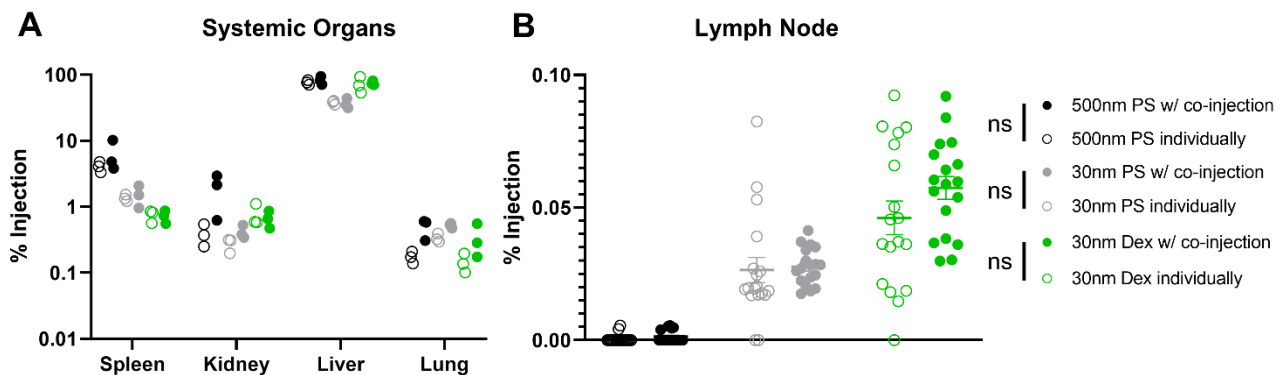 A
Systemic Organs
% Injection
100
10
1
0.1
0.01
Spleen
Kidney
Liver
Lung
B
Lymph Node
% Injection
0.10
0.05
0.00
ns
500nm PS w/ co-injection
500nm PS individually
ns
30nm PS w/ co-injection
30nm PS individually
ns
30nm Dex w/ co-injection
30nm Dex individually